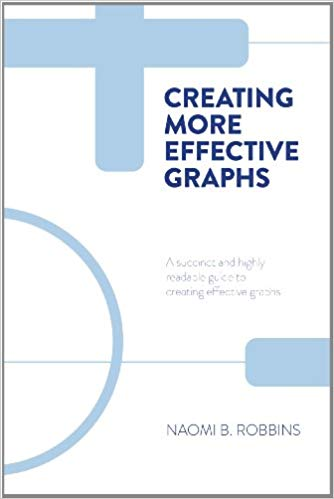 CREATING
MORE
EFFECTIVE
GRAPHS
A succinct and highly
readable guide to
creating effective graphs
NAOMI B. ROBBINS